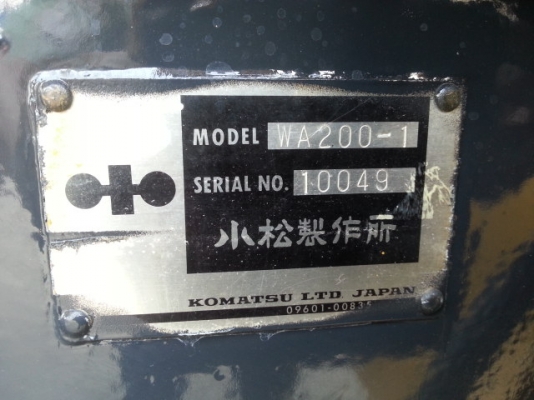 MODEL WA200-1
SERIAL NO. 10049
小松製作所
KOMATSU LTD. JAPAN
09601-00835